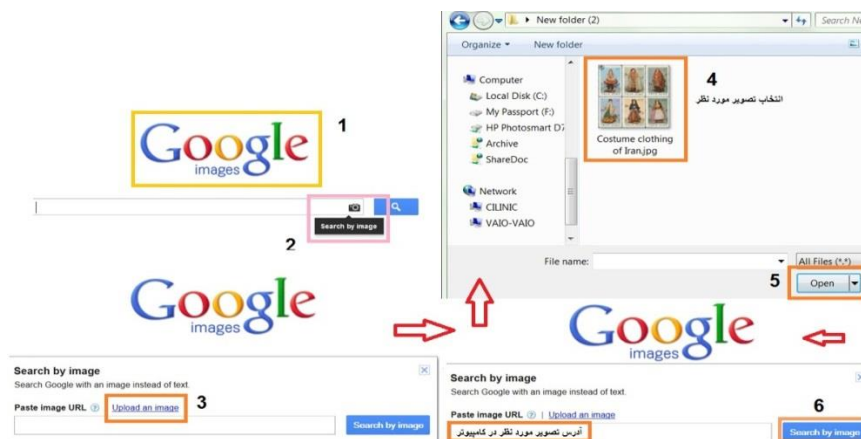 Google
images
1
Search by image
2
Google
images
Search by image
Search Google with an image instead of text.
Paste image URL Upload an image 3
Search by image
New folder (2)
Search Ne
Organize New folder
Computer
Local Disk (C:)
My Passport (F:)
HP Photosmart D7
Archive
ShareDoc
Network
CILINIC
VAIO-VAIO
Costume clothing
of Iran.jpg
4
انتخاب تصویر مورد نظر
File name:
All Files (*.*)
5
Open
Google
images
Search by image
Search Google with an image instead of text.
Paste image URL | Upload an image
6
آدرس تصویر مورد نظر در کامپیوتر
Search by image